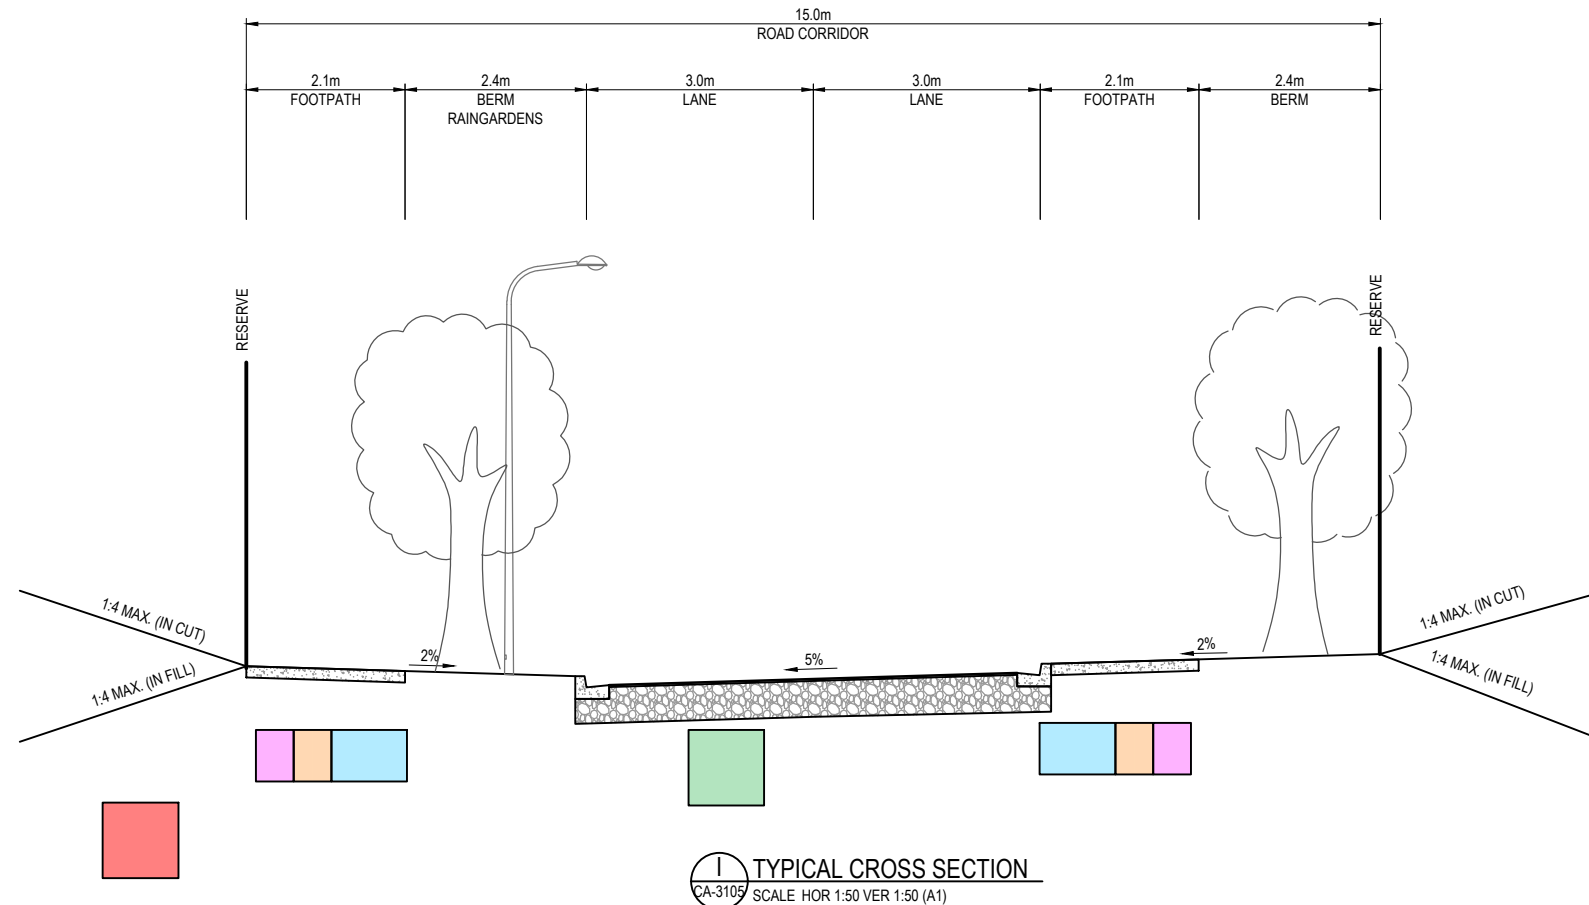 15.0m
ROAD CORRIDOR
2.1m
FOOTPATH
2.4m
BERM
RAINGARDENS
3.0m
LANE
3.0m
LANE
2.1m
FOOTPATH
2.4m
BERM
RESERVE
RESERVE
1:4 MAX. (IN CUT)
1:4 MAX. (IN FILL)
2%
5%
2%
1:4 MAX. (IN CUT)
1:4 MAX. (IN FILL)
I
CA-3105
TYPICAL CROSS SECTION
SCALE HOR 1:50 VER 1:50 (A1)